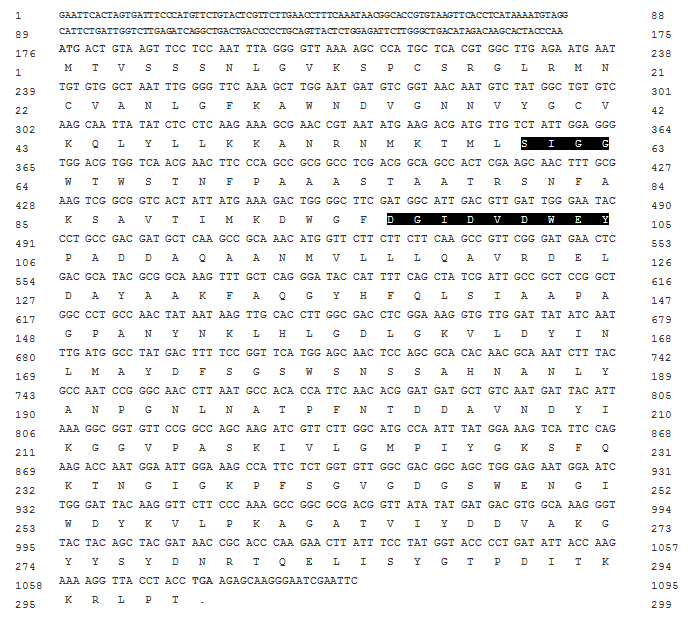 1 GAATTCACTAGTGATTTCCCATGTTCTGTACTCGTTCTTGAACCTTTCAAATAACGGCACCGTGTAAGTTCACCTCATAAAATGTAGG 88
89 CATTCTGATTGGTCTTGAGATCAGGCTGACTGACCCCCTGCAGTTACTCTGGAGATTCTTGGGCTGACATAGACAAGCACTACCCAA 175
176 ATG ACT GTA AGT TCC TCC AAT TTA GGG GTT AAA AGC CCA TGC TCA CGT GGC TTG AGA ATG AAT 238
1 M T V S S S N L G V K S P C S R G L R M N 21
239 TGT GTG GCT AAT TTG GGG TTC AAA GCT TGG AAT GAT GTC GGT AAC AAT GTC TAT GGC TGT GTC 301
22 C V A N L G F K A W N D V G N N V Y G C V 42
302 AAG CAA TTA TAT CTC CTC AAG AAA GCG AAC CGT AAT ATG AAG ACG ATG TTG TCT ATT GGA GGG 364
43 K Q L Y L L K K A N R N M K T M L S I G G 63
365 TGG ACG TGG TCA ACG AAC TTC CCA GCC GCG GCC TCG ACG GCA GCC ACT CGA AGC AAC TTT GCG 427
64 W T W S T N F P A A A S T A A T R S N F A 84
428 AAG TCG GCG GTC ACT ATT ATG AAA GAC TGG GGC TTC GAT GGC ATT GAC GTT GAT TGG GAA TAC 490
85 K S A V T I M K D W G F D G I D V D W E Y 105
491 CCT GCC GAC GAT GCT CAA GCC GCA AAC ATG GTT CTT CTT CTT CAA GCC GTT CGG GAT GAA CTC 553
106 P A D D A Q A A N M V L L L Q A V R D E L 126
554 GAC GCA TAC GCG GCA AAG TTT GCT CAG GGA TAC CAT TTT CAG CTA TCG ATT GCC GCT CCG GCT 616
127 D A Y A A K F A Q G Y H F Q L S I A A P A 147
617 GGC CCT GCC AAC TAT AAT AAG TTG CAC CTT GGC GAC CTC GGA AAG GTG TTG GAT TAT ATC AAT 679
148 G P A N Y N K L H L G D L G K V L D Y I N 168
680 TTG ATG GCC TAT GAC TTT TCC GGT TCA TGG AGC AAC TCC AGC GCA CAC AAC GCA AAT CTT TAC 742
169 L M A Y D F S G S W S N S S A H N A N L Y 189
743 GCC AAT CCG GGC AAC CTT AAT GCC ACA CCA TTC AAC ACG GAT GAT GCT GTC AAT GAT TAC ATT 805
190 A N P G N L N A T P F N T D D A V N D Y I 210
806 AAA GGC GGT GTT CCG GCC AGC AAG ATC GTT CTT GGC ATG CCA ATT TAT GGA AAG TCA TTC CAG 868
211 K G G V P A S K I V L G M P I Y G K S F Q 231
869 AAG ACC AAT GGA ATT GGA AAG CCA TTC TCT GGT GTT GGC GAC GGC AGC TGG GAG AAT GGA ATC 931
232 K T N G I G K P F S G V G D G S W E N G I 252
932 TGG GAT TAC AAG GTT CTT CCC AAA GCC GGC GCG ACG GTT ATA TAT GAT GAC GTG GCA AAG GGT 994
253 W D Y K V L P K A G A T V I Y D D V A K G 273
995 TAC TAC AGC TAC GAT AAC CGC ACC CAA GAA CTT ATT TCC TAT GGT ACC CCT GAT ATT ACC AAG 1057
274 Y Y S Y D N R T Q E L I S Y G T P D I T K 294
1058 AAA AGG TTA CCT ACC TGA AGAGCAAGGGAATCGAATTC 1095
295 K R L P T . 299